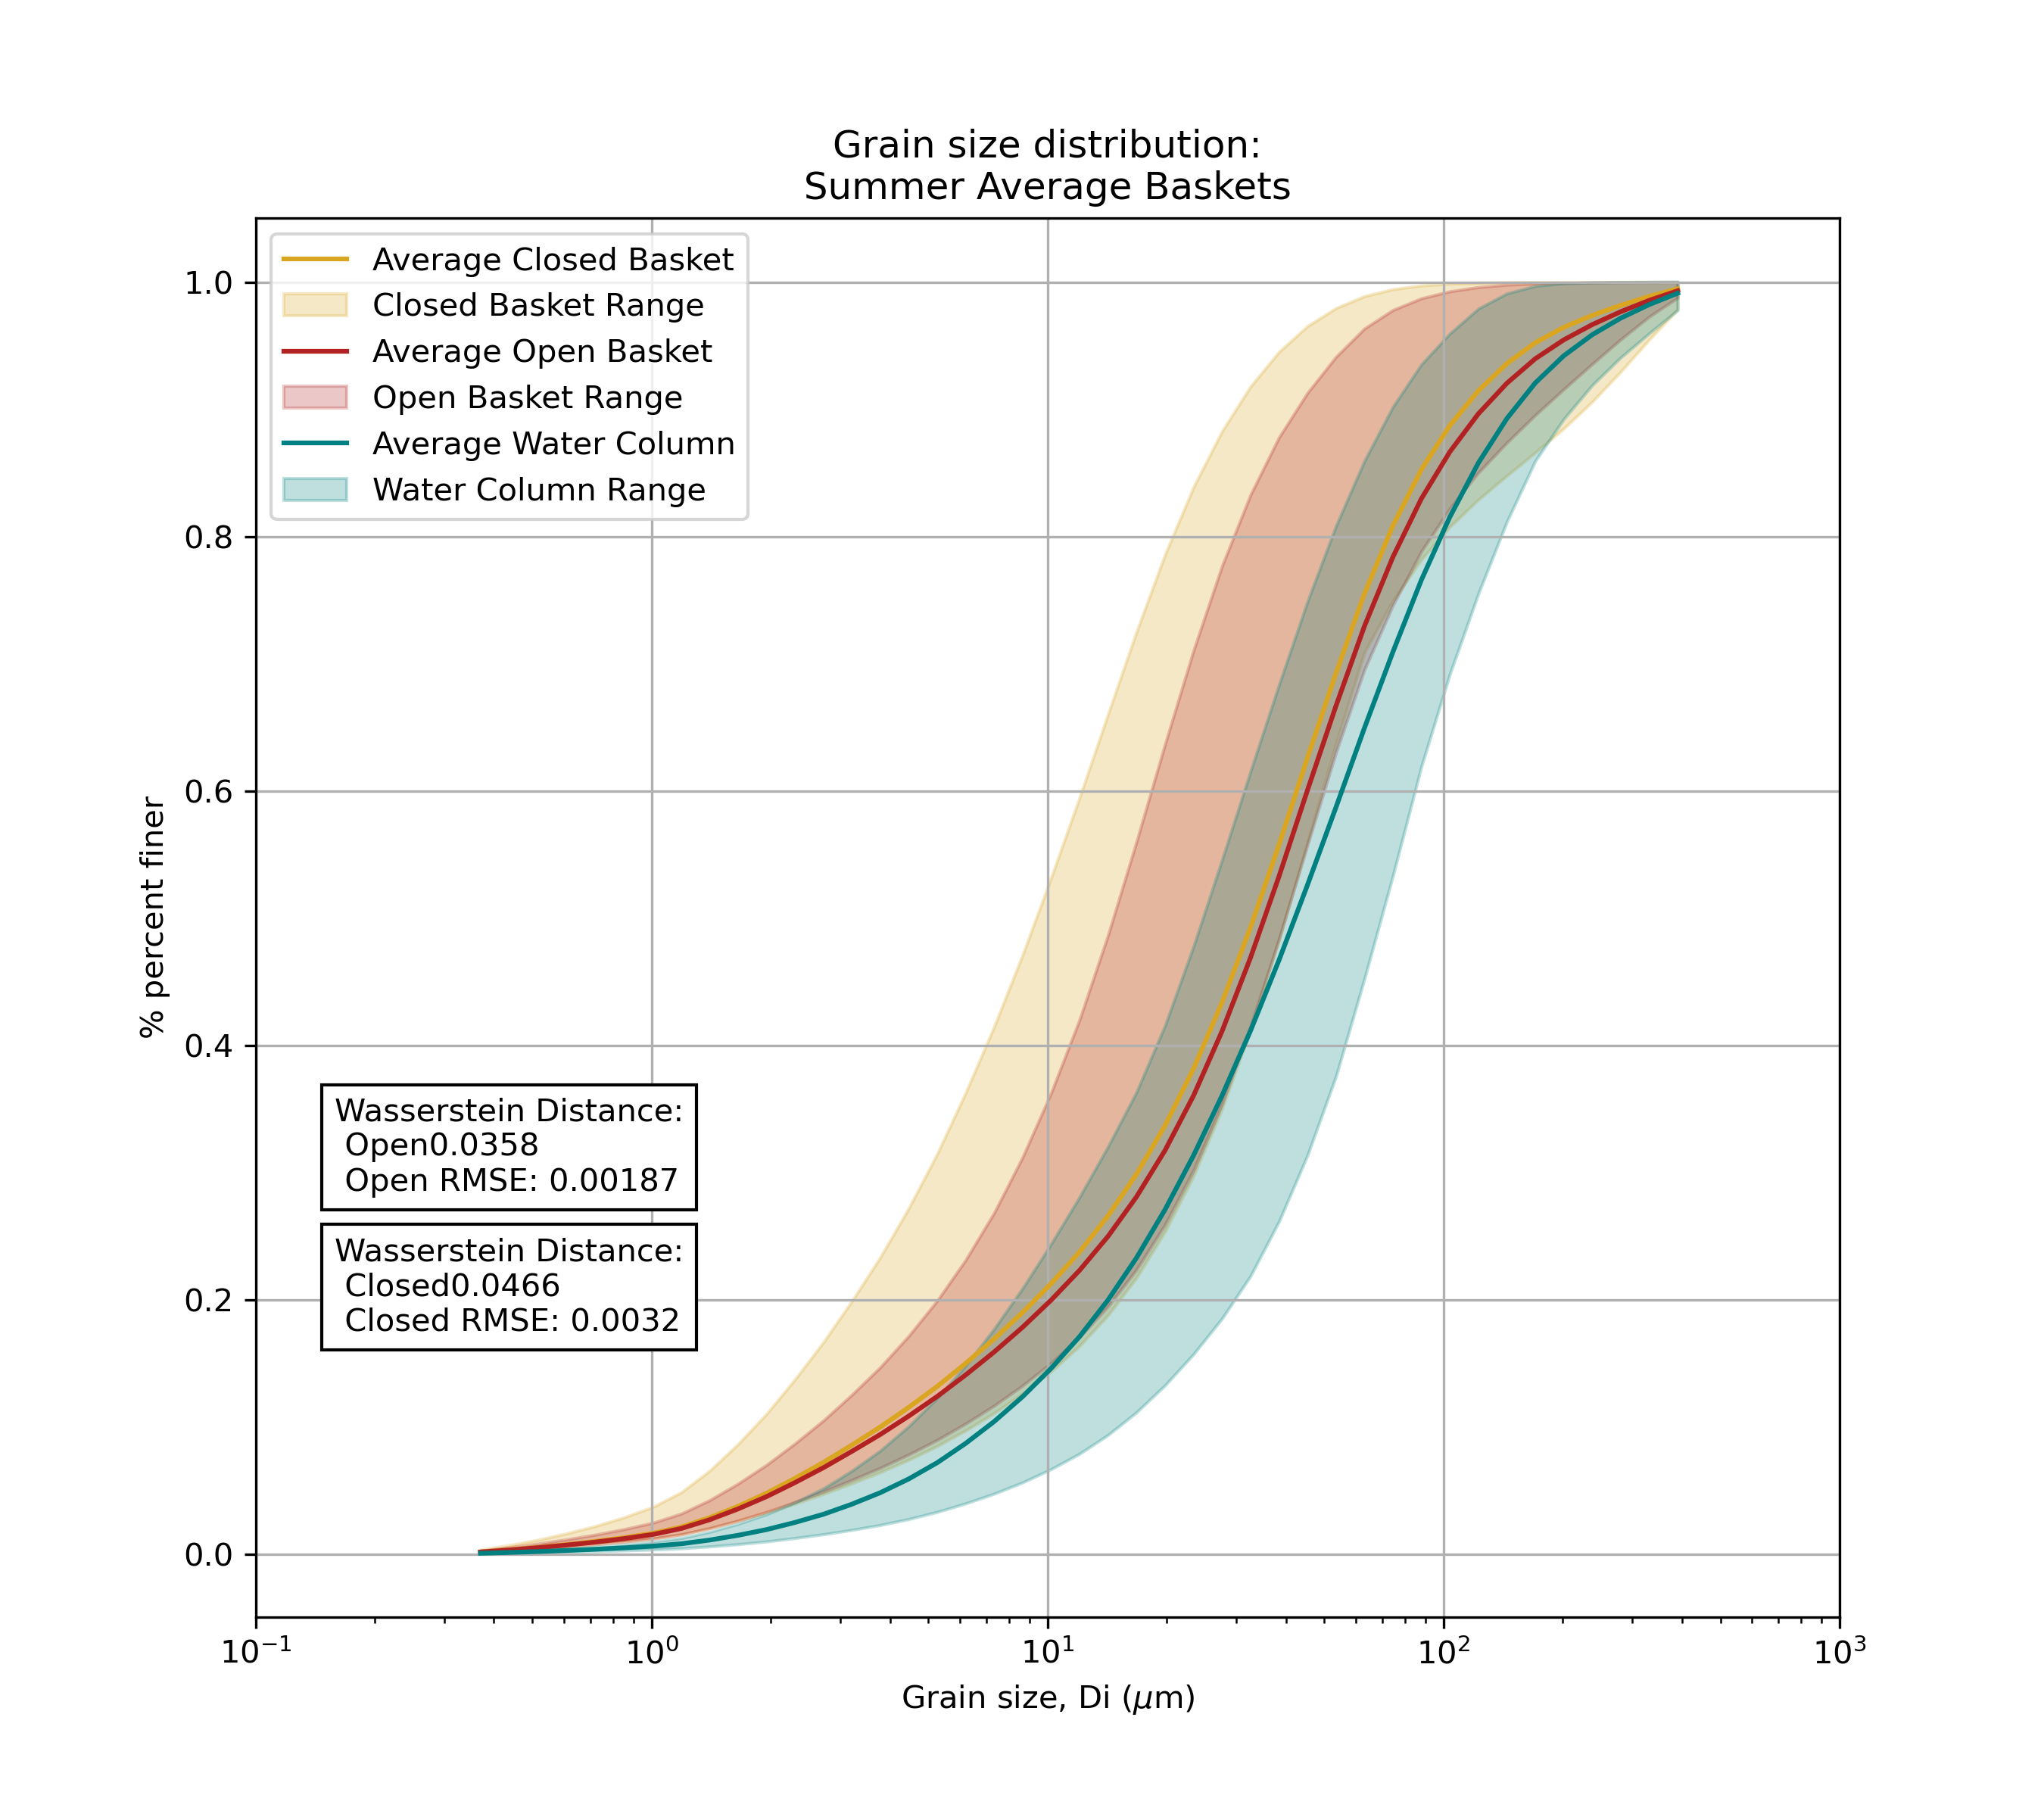 Grain size distribution:
Summer Average Baskets
Average Closed Basket
Closed Basket Range
Average Open Basket
Open Basket Range
Average Water Column
Water Column Range
1.0
0.8
0.6
0.4
0.2
0.0
% percent finer
Wasserstein Distance:
Open0.0358
Open RMSE: 0.00187
Wasserstein Distance:
Closed0.0466
Closed RMSE: 0.0032
10⁻¹ 10⁰ 10¹ 10² 10³
Grain size, Di (μm)